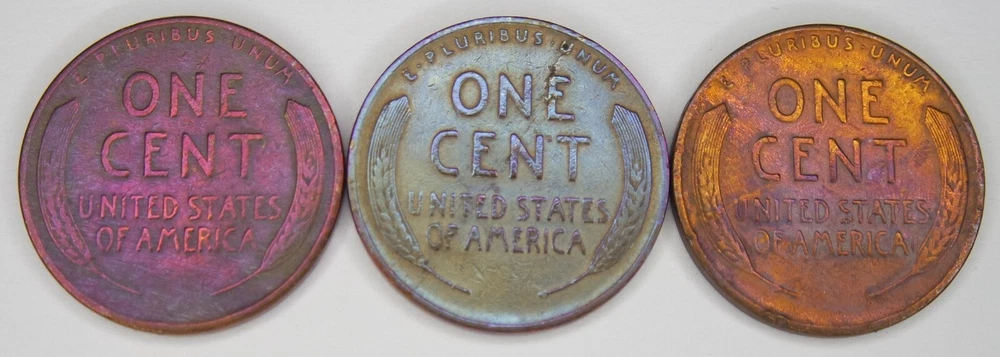 E·PLURIBUS·UNUM
ONE
CENT
UNITED STATES
OF AMERICA
E·PLURIBUS·UNUM
ONE
CENT
UNITED STATES
OF AMERICA
E·PLURIBUS·UNUM
ONE
CENT
UNITED STATES
OF AMERICA